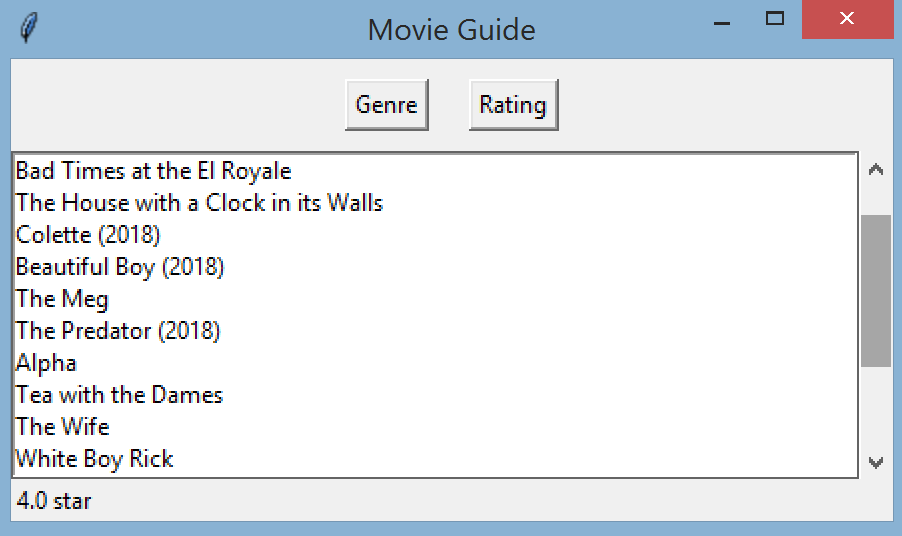 Movie Guide
Genre Rating
Bad Times at the El Royale
The House with a Clock in its Walls
Colette (2018)
Beautiful Boy (2018)
The Meg
The Predator (2018)
Alpha
Tea with the Dames
The Wife
White Boy Rick
4.0 star